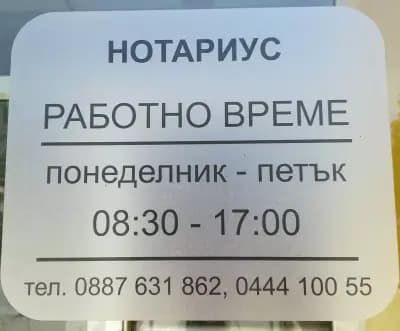 НОТАРИУС
РАБОТНО ВРЕМЕ
понеделник - петък
08:30 - 17:00
тел. 0887 631 862, 0444 100 55